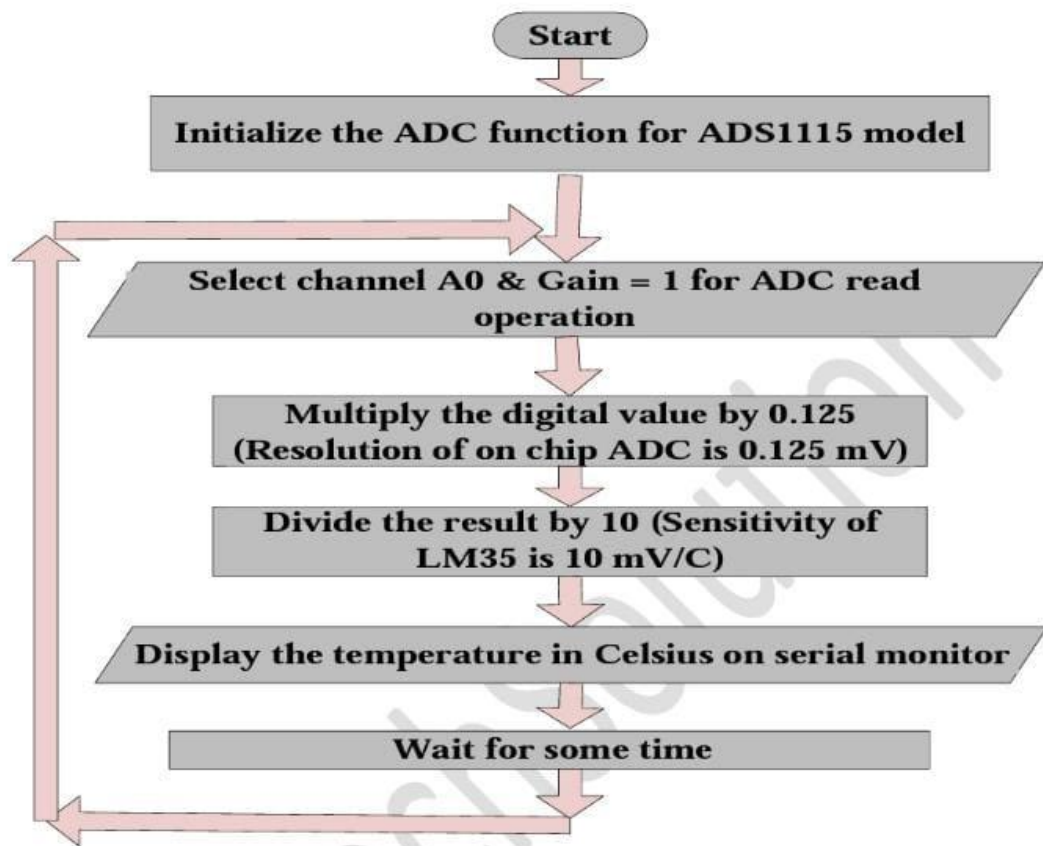 Start
Initialize the ADC function for ADS1115 model
Select channel A0 & Gain = 1 for ADC read
operation
Multiply the digital value by 0.125
(Resolution of on chip ADC is 0.125 mV)
Divide the result by 10 (Sensitivity of
LM35 is 10 mV/C)
Display the temperature in Celsius on serial monitor
Wait for some time